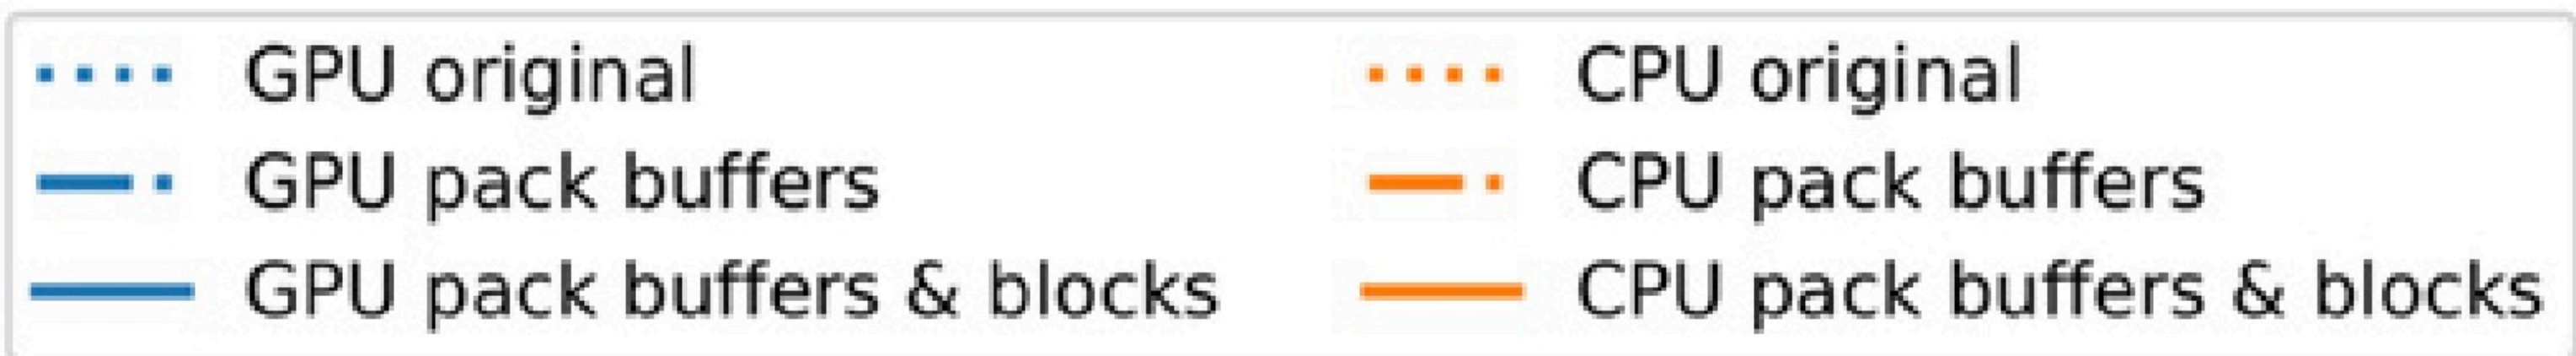 GPU original
GPU pack buffers
GPU pack buffers & blocks
CPU original
CPU pack buffers
CPU pack buffers & blocks